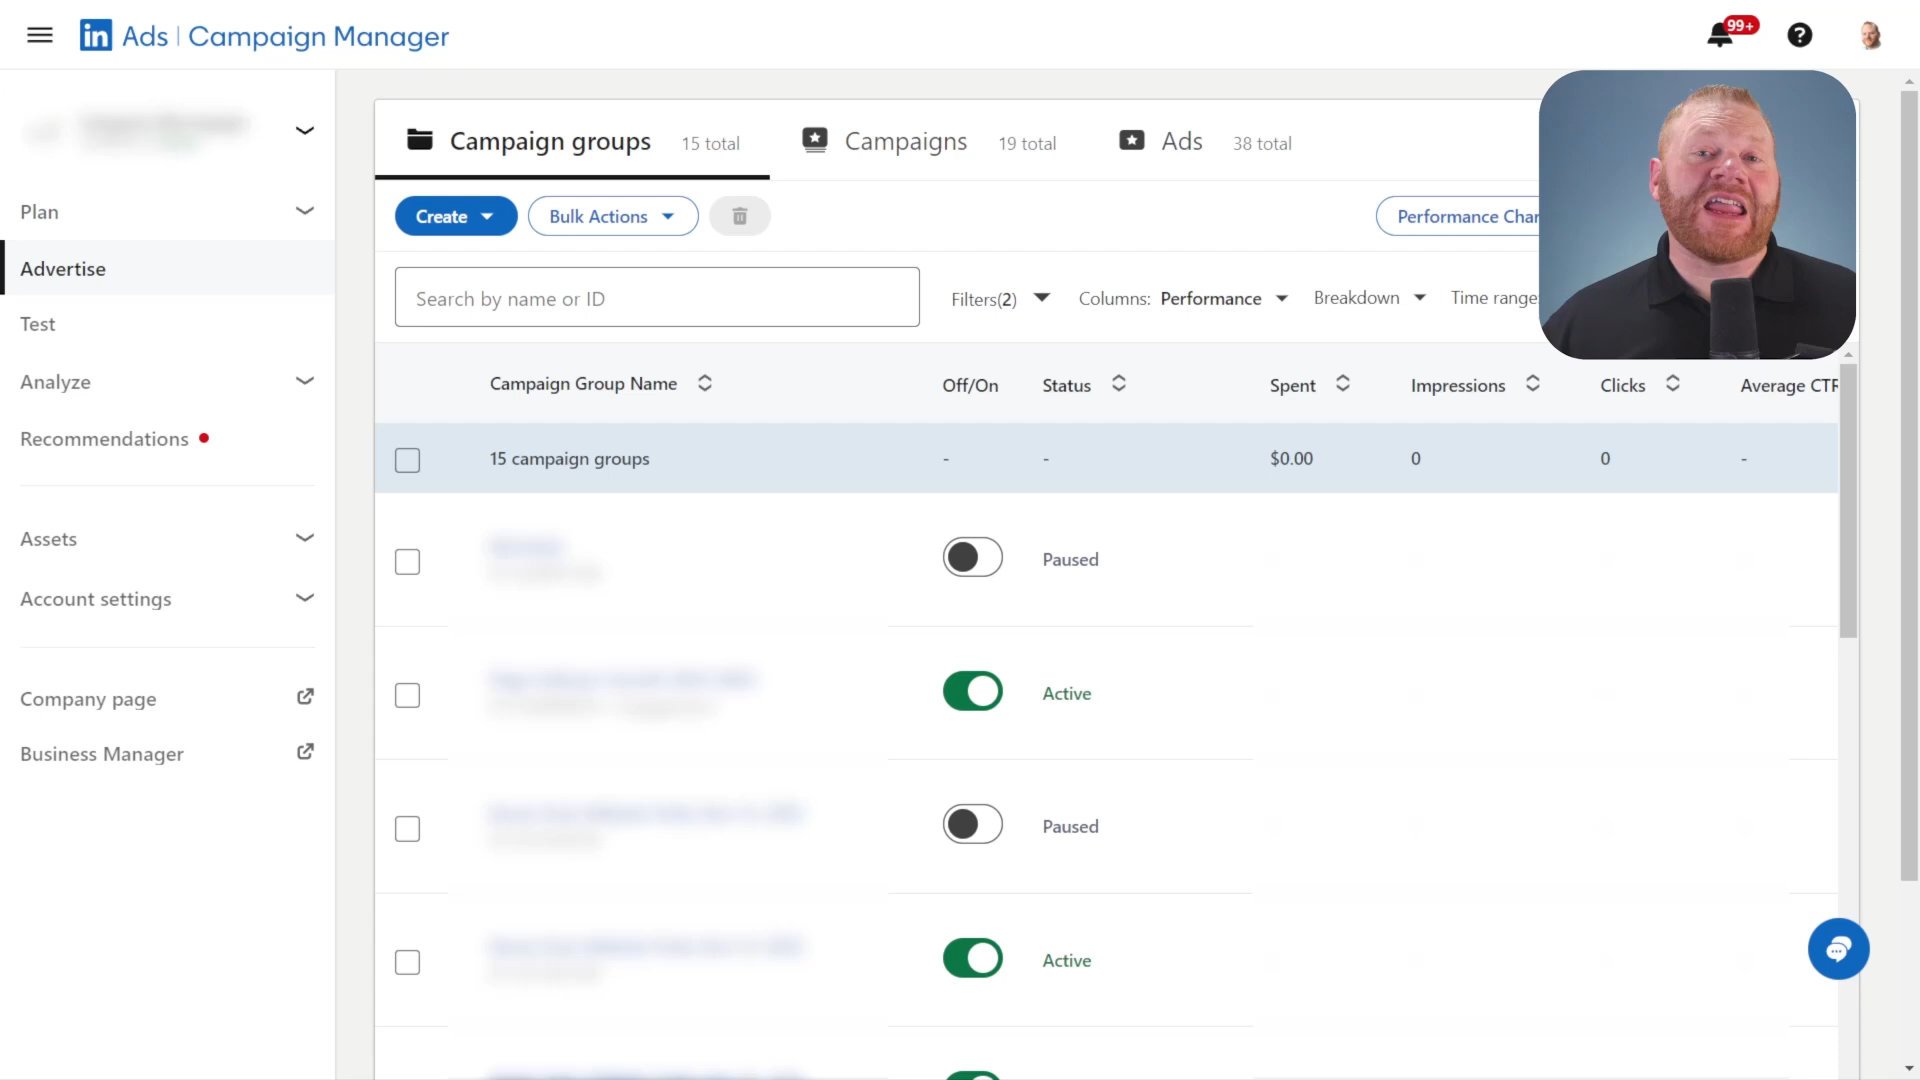 in Ads | Campaign Manager
99+
?
Plan
Advertise
Test
Analyze
Recommendations
Assets
Account settings
Company page
Business Manager
Campaign groups 15 total
Campaigns 19 total
Ads 38 total
Create
Bulk Actions
Performance Char
Search by name or ID
Filters(2)
Columns: Performance
Breakdown
Time range:
Campaign Group Name
Off/On
Status
Spent
Impressions
Clicks
Average CTR
15 campaign groups - - $0.00 0 0 -
Paused
Active
Paused
Active